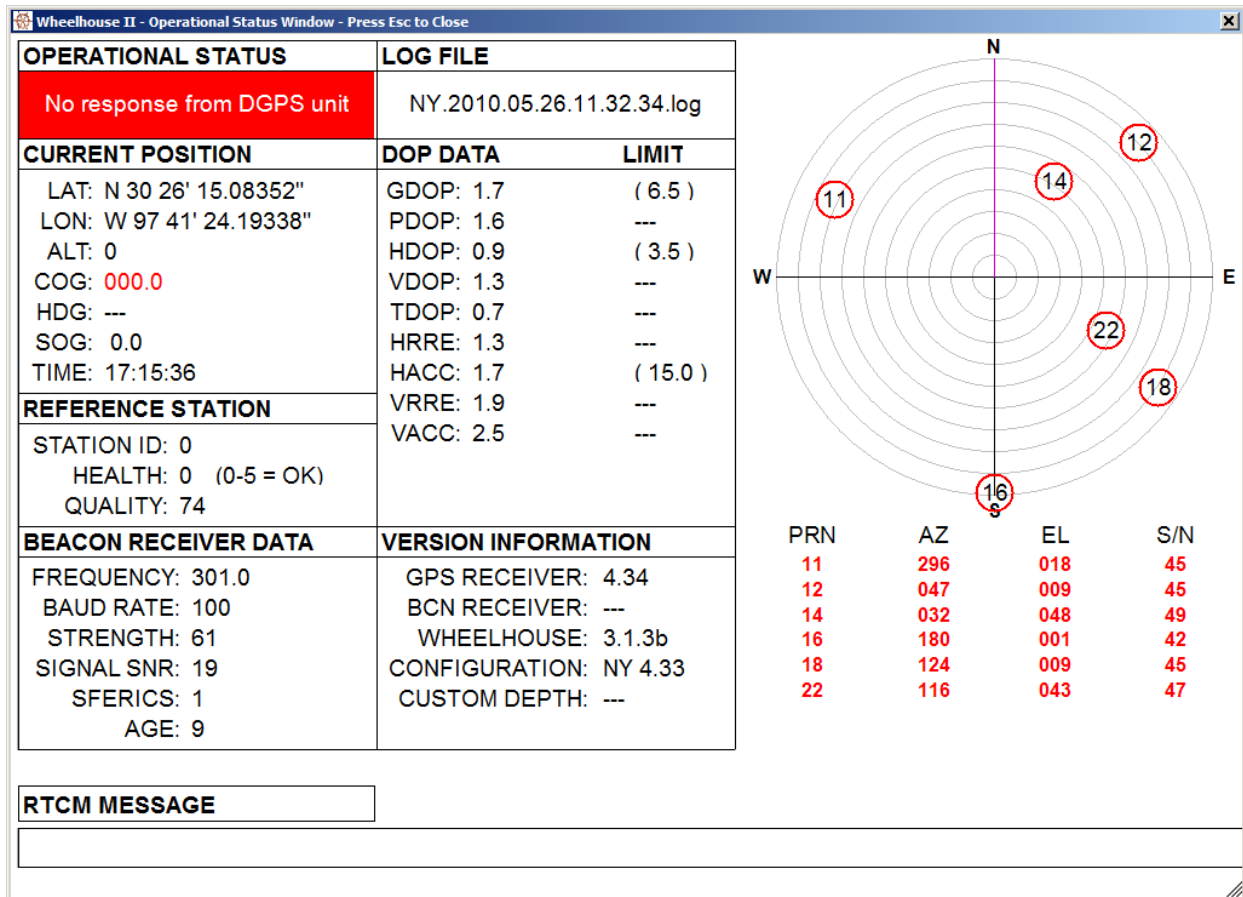 Wheelhouse II - Operational Status Window - Press Esc to Close
OPERATIONAL STATUS
No response from DGPS unit
LOG FILE
NY.2010.05.26.11.32.34.log
CURRENT POSITION
LAT: N 30 26' 15.08352"
LON: W 97 41' 24.19338"
ALT: 0
COG: 000.0
HDG: ---
SOG: 0.0
TIME: 17:15:36
DOP DATA LIMIT
GDOP: 1.7 ( 6.5 )
PDOP: 1.6 ---
HDOP: 0.9 ( 3.5 )
VDOP: 1.3 ---
TDOP: 0.7 ---
HRRE: 1.3 ---
HACC: 1.7 ( 15.0 )
VRRE: 1.9 ---
VACC: 2.5 ---
REFERENCE STATION
STATION ID: 0
HEALTH: 0 (0-5 = OK)
QUALITY: 74
BEACON RECEIVER DATA
FREQUENCY: 301.0
BAUD RATE: 100
STRENGTH: 61
SIGNAL SNR: 19
SFERICS: 1
AGE: 9
VERSION INFORMATION
GPS RECEIVER: 4.34
BCN RECEIVER: ---
WHEELHOUSE: 3.1.3b
CONFIGURATION: NY 4.33
CUSTOM DEPTH: ---
N
12
14
11
W
E
22
18
16
S
PRN AZ EL S/N
11 296 018 45
12 047 009 45
14 032 048 49
16 180 001 42
18 124 009 45
22 116 043 47
RTCM MESSAGE